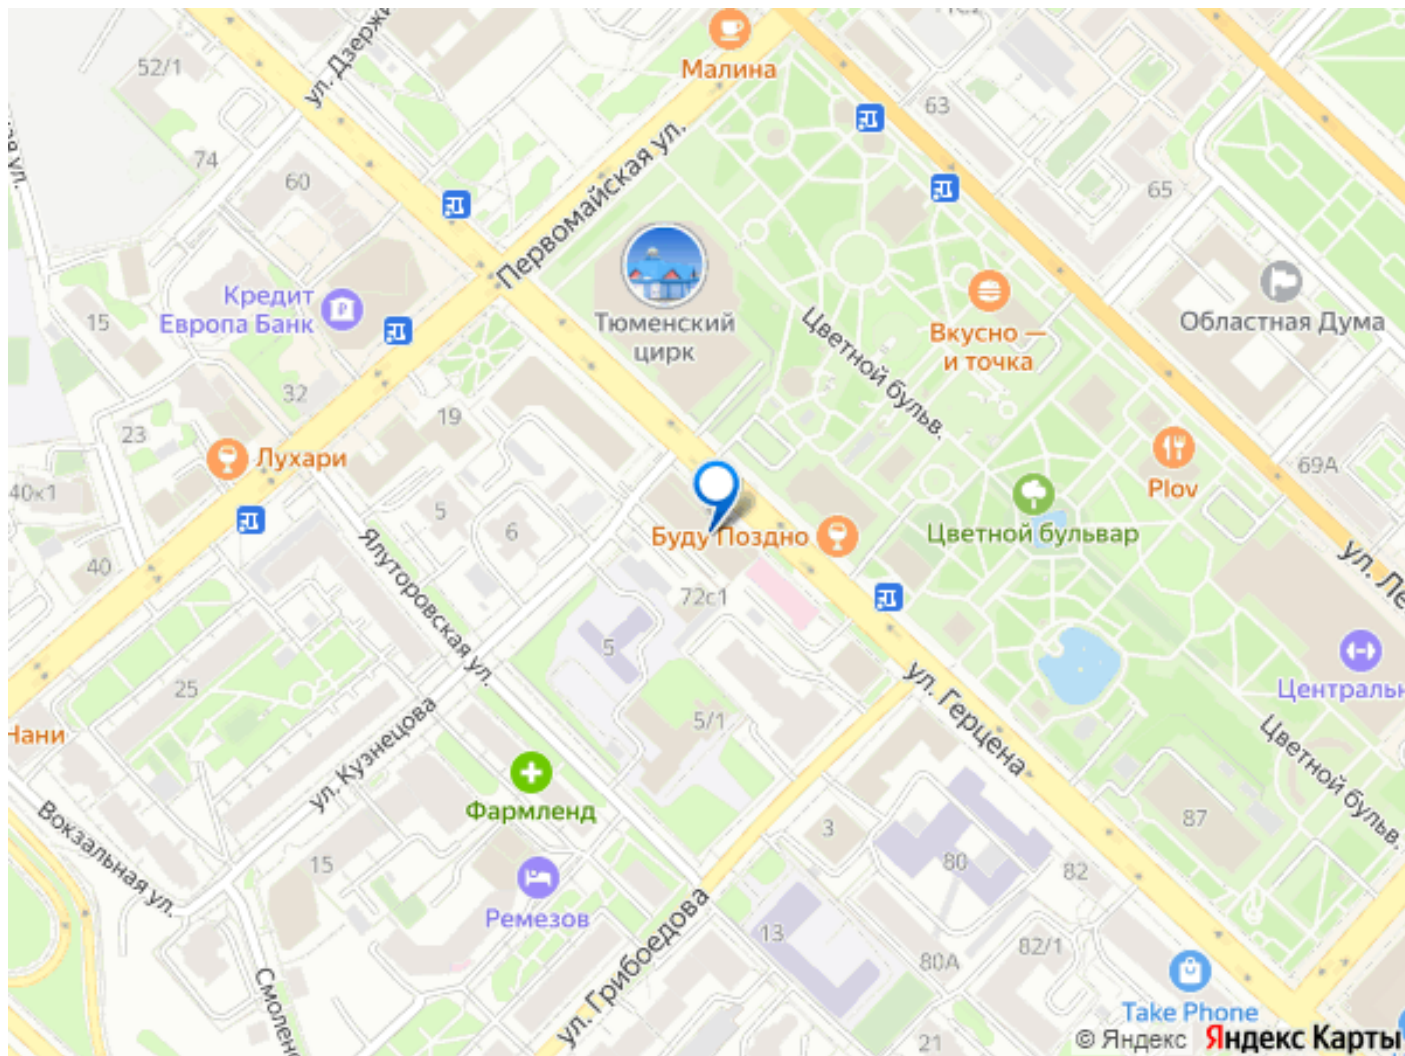 52/1
ул. Дзержи
Малина
63
74
60
65
Первомайская ул.
Кредит
Европа Банк
15
Тюменский
цирк
Цветной бульв.
Вкусно —
и точка
Областная Дума
32
19
23
Лухари
40к1
69А
Plov
5
6
Буду Поздно
Цветной бульвар
Ялуторовская ул.
40
72с1
ул. Ле
5
25
ул. Герцена
Центральн
Нани
5/1
ул. Кузнецова
Цветной бульв.
Фармленд
Вокзальная ул.
3
87
15
80
82
Ремезов
ул. Грибоедова
13
82/1
80А
Смолен
Take Phone
21
© Яндекс Яндекс Карты